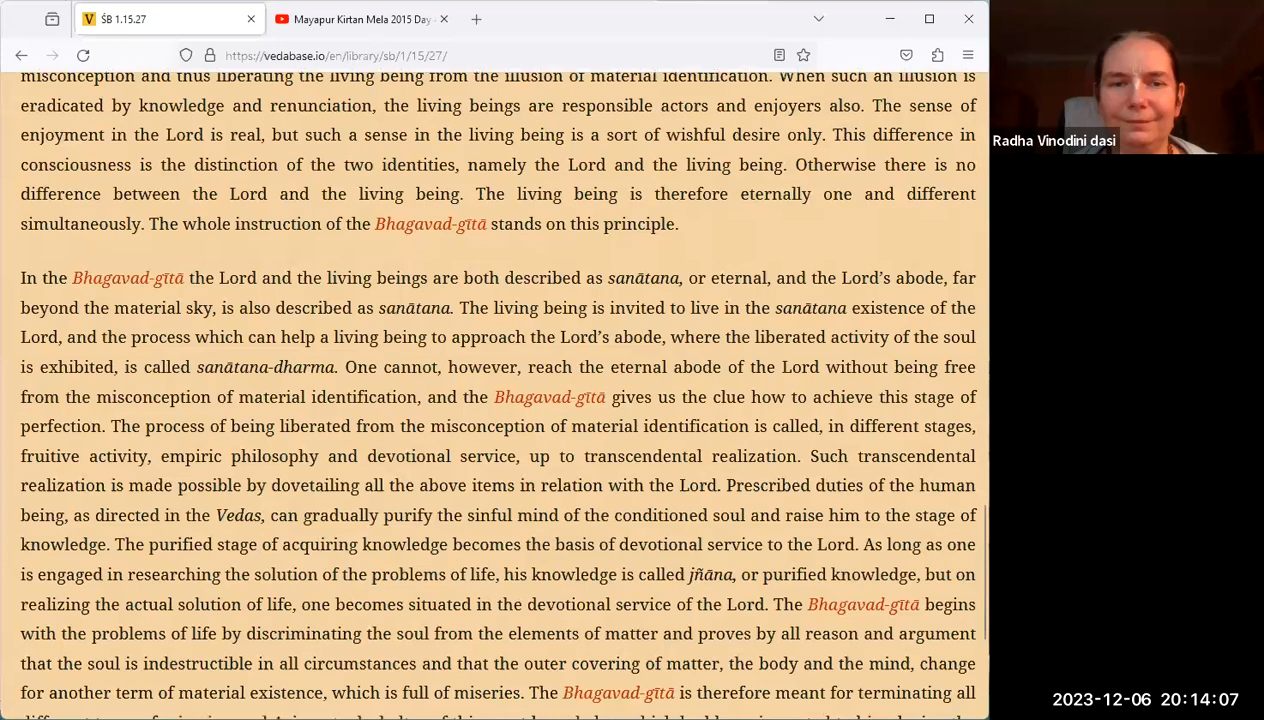 ŚB 1.15.27
Mayapur Kirtan Mela 2015 Day
https://vedabase.io/en/library/sb/1/15/27/
misconception and thus liberating the living being from the illusion of material identification. When such an illusion is
eradicated by knowledge and renunciation, the living beings are responsible actors and enjoyers also. The sense of
enjoyment in the Lord is real, but such a sense in the living being is a sort of wishful desire only. This difference in
consciousness is the distinction of the two identities, namely the Lord and the living being. Otherwise there is no
difference between the Lord and the living being. The living being is therefore eternally one and different
simultaneously. The whole instruction of the Bhagavad-gītā stands on this principle.
In the Bhagavad-gītā the Lord and the living beings are both described as sanātana, or eternal, and the Lord's abode, far
beyond the material sky, is also described as sanātana. The living being is invited to live in the sanātana existence of the
Lord, and the process which can help a living being to approach the Lord's abode, where the liberated activity of the soul
is exhibited, is called sanātana-dharma. One cannot, however, reach the eternal abode of the Lord without being free
from the misconception of material identification, and the Bhagavad-gītā gives us the clue how to achieve this stage of
perfection. The process of being liberated from the misconception of material identification is called, in different stages,
fruitive activity, empiric philosophy and devotional service, up to transcendental realization. Such transcendental
realization is made possible by dovetailing all the above items in relation with the Lord. Prescribed duties of the human
being, as directed in the Vedas, can gradually purify the sinful mind of the conditioned soul and raise him to the stage of
knowledge. The purified stage of acquiring knowledge becomes the basis of devotional service to the Lord. As long as one
is engaged in researching the solution of the problems of life, his knowledge is called jñāna, or purified knowledge, but on
realizing the actual solution of life, one becomes situated in the devotional service of the Lord. The Bhagavad-gītā begins
with the problems of life by discriminating the soul from the elements of matter and proves by all reason and argument
that the soul is indestructible in all circumstances and that the outer covering of matter, the body and the mind, change
for another term of material existence, which is full of miseries. The Bhagavad-gītā is therefore meant for terminating all
Radha Vinodini dasi
2023-12-06 20:14:07